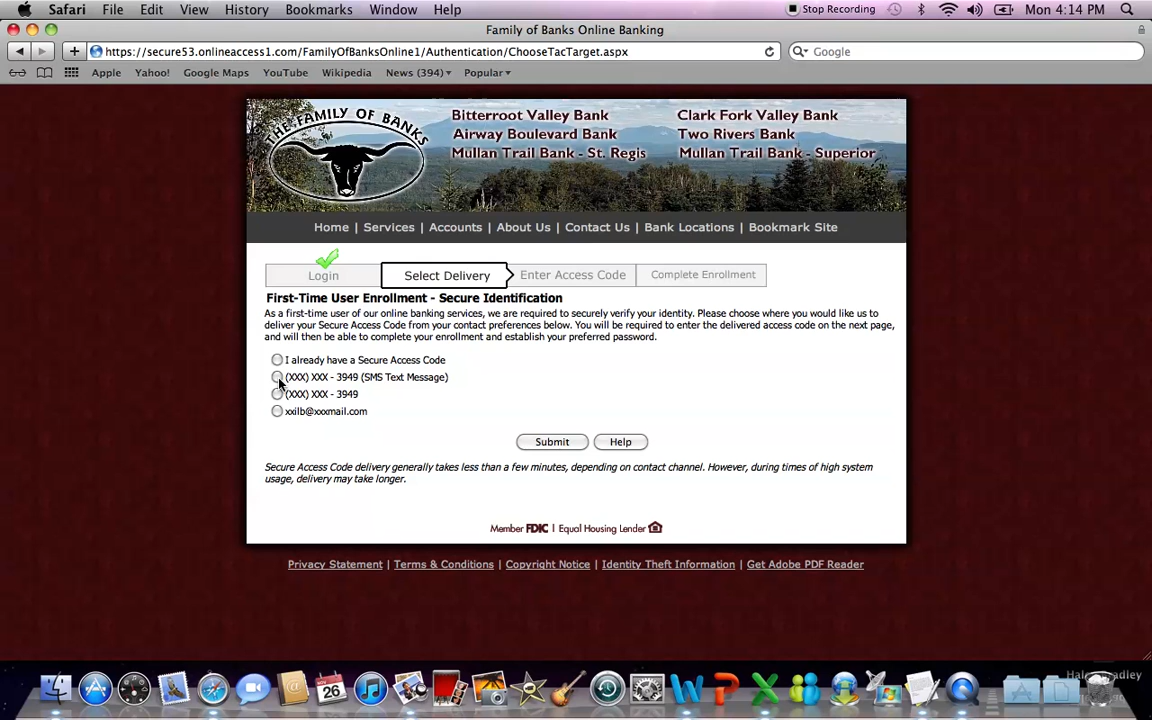 Safari File Edit View History Bookmarks Window Help Stop Recording Mon 4:14 PM
Family of Banks Online Banking
https://secure53.onlineaccess1.com/FamilyOfBanksOnline1/Authentication/ChooseTacTarget.aspx Google
Apple Yahoo! Google Maps YouTube Wikipedia News (394) Popular
THE FAMILY OF BANKS
Bitterroot Valley Bank Clark Fork Valley Bank
Airway Boulevard Bank Two Rivers Bank
Mullan Trail Bank - St. Regis Mullan Trail Bank - Superior
Home | Services | Accounts | About Us | Contact Us | Bank Locations | Bookmark Site
Login Select Delivery Enter Access Code Complete Enrollment
First-Time User Enrollment - Secure Identification
As a first-time user of our online banking services, we are required to securely verify your identity. Please choose where you would like us to
deliver your Secure Access Code from your contact preferences below. You will be required to enter the delivered access code on the next page,
and will then be able to complete your enrollment and establish your preferred password.
I already have a Secure Access Code
(XXX) XXX - 3949 (SMS Text Message)
(XXX) XXX - 3949
xxilb@xxxmail.com
Submit Help
Secure Access Code delivery generally takes less than a few minutes, depending on contact channel. However, during times of high system
usage, delivery may take longer.
Member FDIC | Equal Housing Lender
Privacy Statement | Terms & Conditions | Copyright Notice | Identity Theft Information | Get Adobe PDF Reader
26